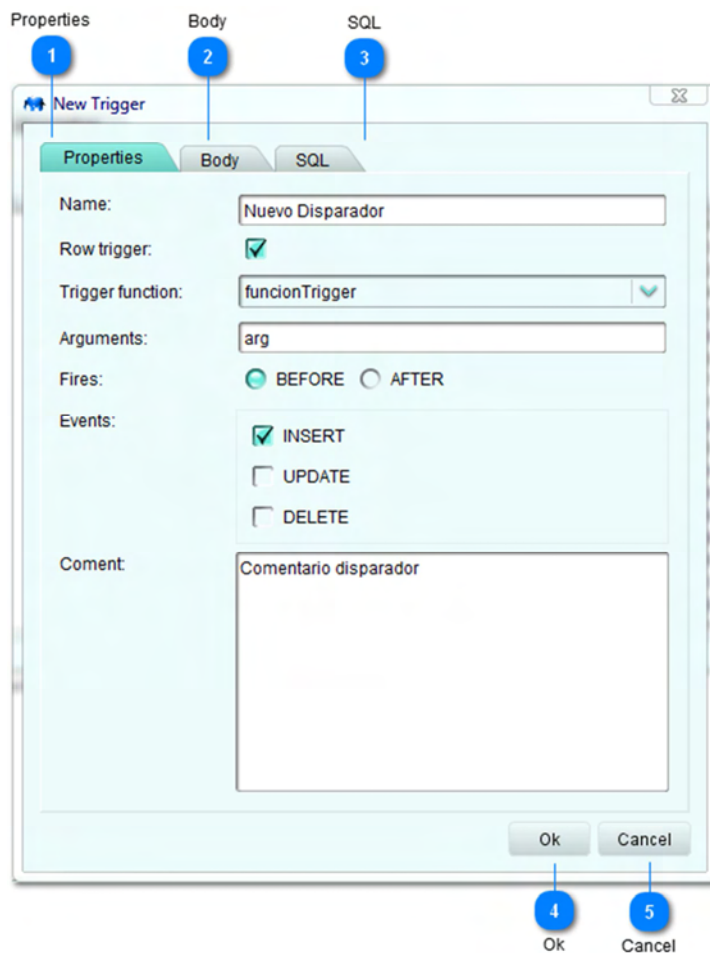 Properties Body SQL
1 2 3
New Trigger
Properties Body SQL
Name: Nuevo Disparador
Row trigger:
Trigger function: funcionTrigger
Arguments: arg
Fires: BEFORE AFTER
Events:
INSERT
UPDATE
DELETE
Coment: Comentario disparador
Ok Cancel
4 5
Ok Cancel